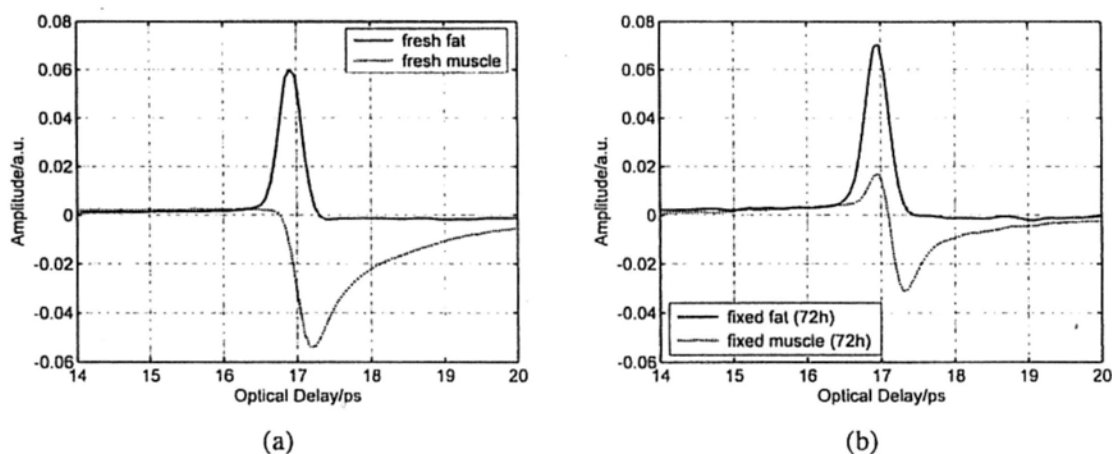 0.08
0.06
0.04
0.02
0
-0.02
-0.04
-0.06
Amplitude/a.u.
fresh fat
fresh muscle
14 15 16 17 18 19 20
Optical Delay/ps
(a)
0.08
0.06
0.04
0.02
0
-0.02
-0.04
-0.06
Amplitude/a.u.
fixed fat (72h)
fixed muscle (72h)
14 15 16 17 18 19 20
Optical Delay/ps
(b)